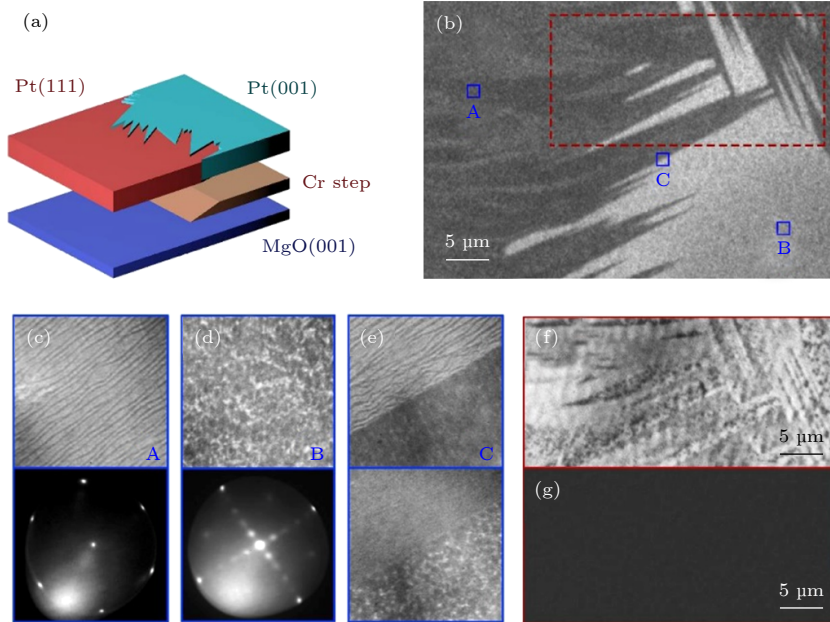 (a)
Pt(111)
Pt(001)
Cr step
MgO(001)
(b)
A
C
B
5 µm
(c)
A
(d)
B
(e)
C
(f)
5 µm
(g)
5 µm